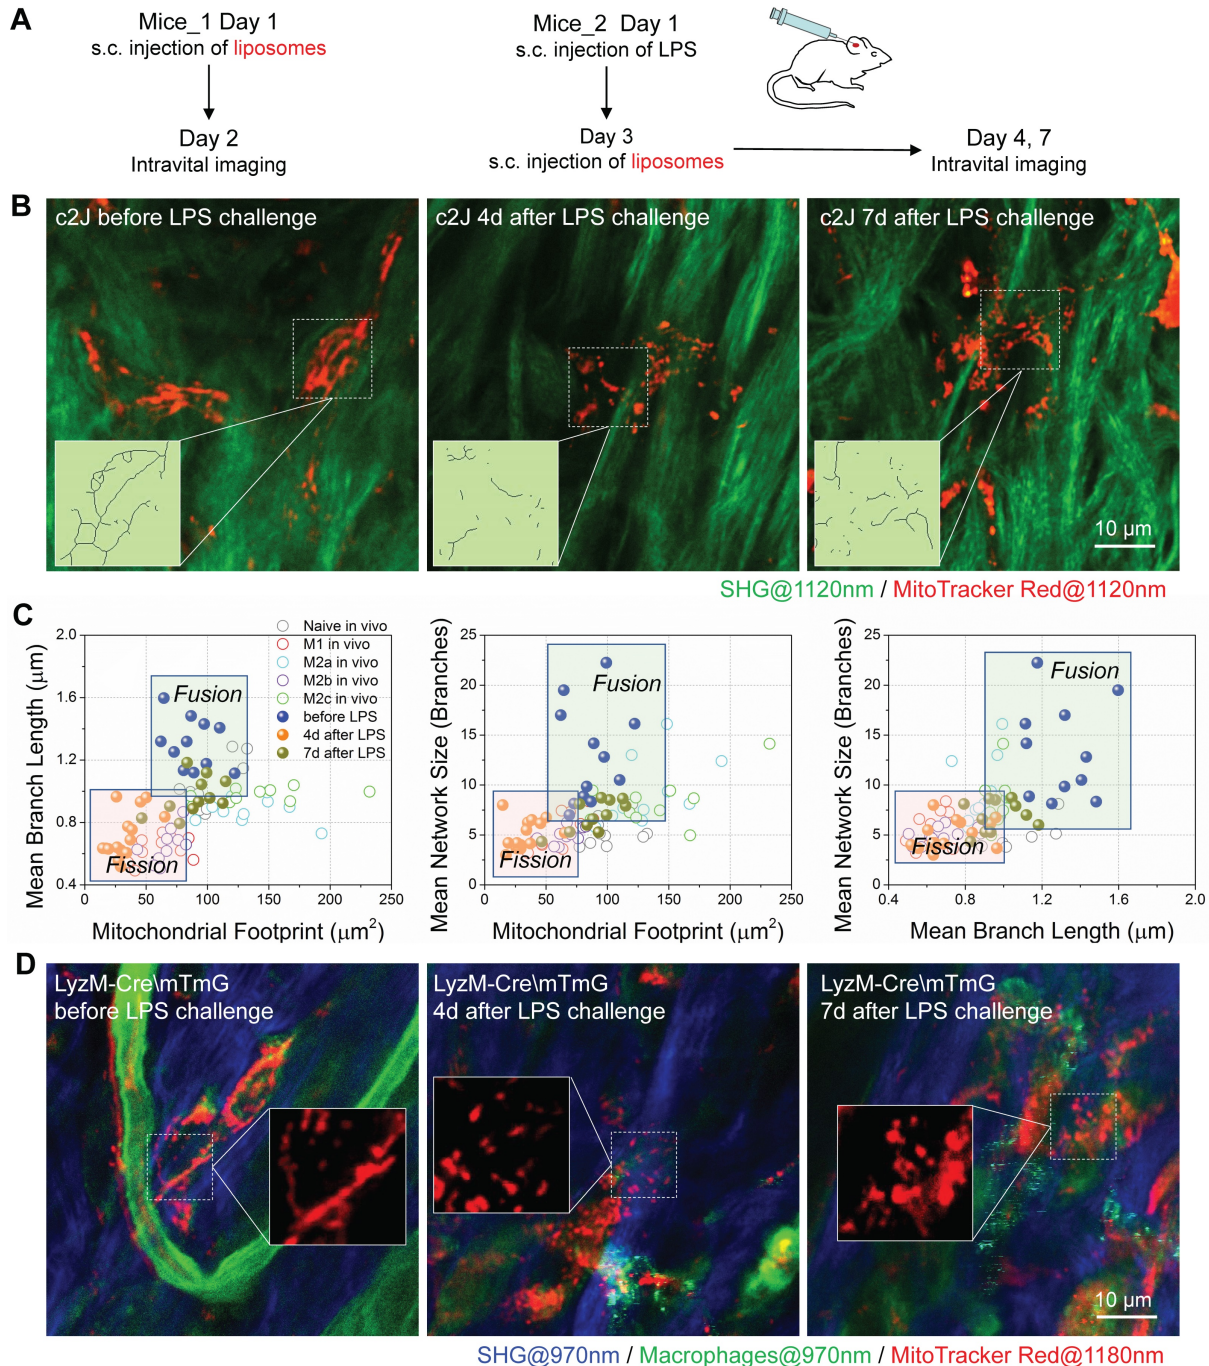 A
Mice_1 Day 1
s.c. injection of liposomes
Day 2
Intravital imaging
Mice_2 Day 1
s.c. injection of LPS
Day 3
s.c. injection of liposomes
Day 4, 7
Intravital imaging
B
c2J before LPS challenge
c2J 4d after LPS challenge
c2J 7d after LPS challenge
10 μm
SHG@1120nm / MitoTracker Red@1120nm
C
Mean Branch Length (μm)
2.0
1.6
1.2
0.8
0.4
0
50
100
150
200
250
Mitochondrial Footprint (μm²)
Fusion
Fission
Naive in vivo
M1 in vivo
M2a in vivo
M2b in vivo
M2c in vivo
before LPS
4d after LPS
7d after LPS
Mean Network Size (Branches)
25
20
15
10
5
0
0
50
100
150
200
250
Mitochondrial Footprint (μm²)
Fusion
Fission
Mean Network Size (Branches)
25
20
15
10
5
0
0.4
0.8
1.2
1.6
2.0
Mean Branch Length (μm)
Fusion
Fission
D
LyzM-Cre\mTmG
before LPS challenge
LyzM-Cre\mTmG
4d after LPS challenge
LyzM-Cre\mTmG
7d after LPS challenge
10 μm
SHG@970nm / Macrophages@970nm / MitoTracker Red@1180nm